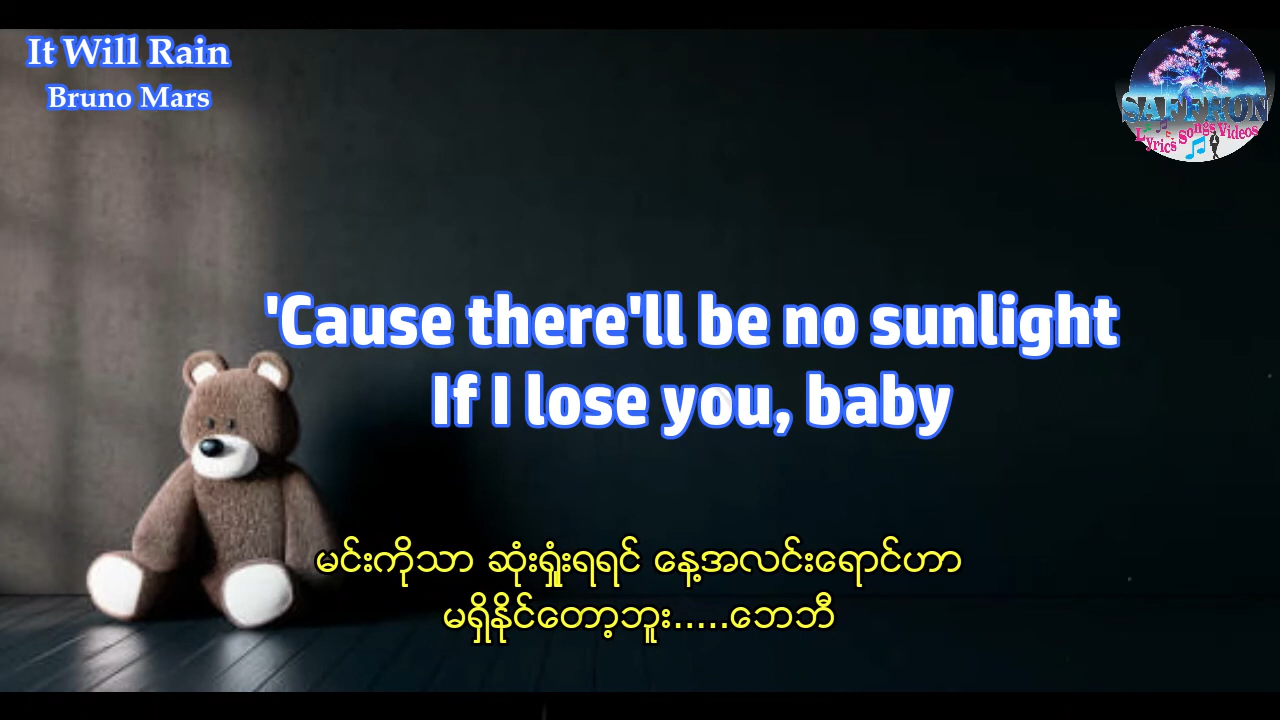 It Will Rain
Bruno Mars
SAFFRON
Lyrics Songs Videos
'Cause there'll be no sunlight
If I lose you, baby
မင်းကိုသာ ဆုံးရှုံးရရင် နေ့အလင်းရောင်ဟာ
မရှိနိုင်တော့ဘူး.....ဘေဘီ